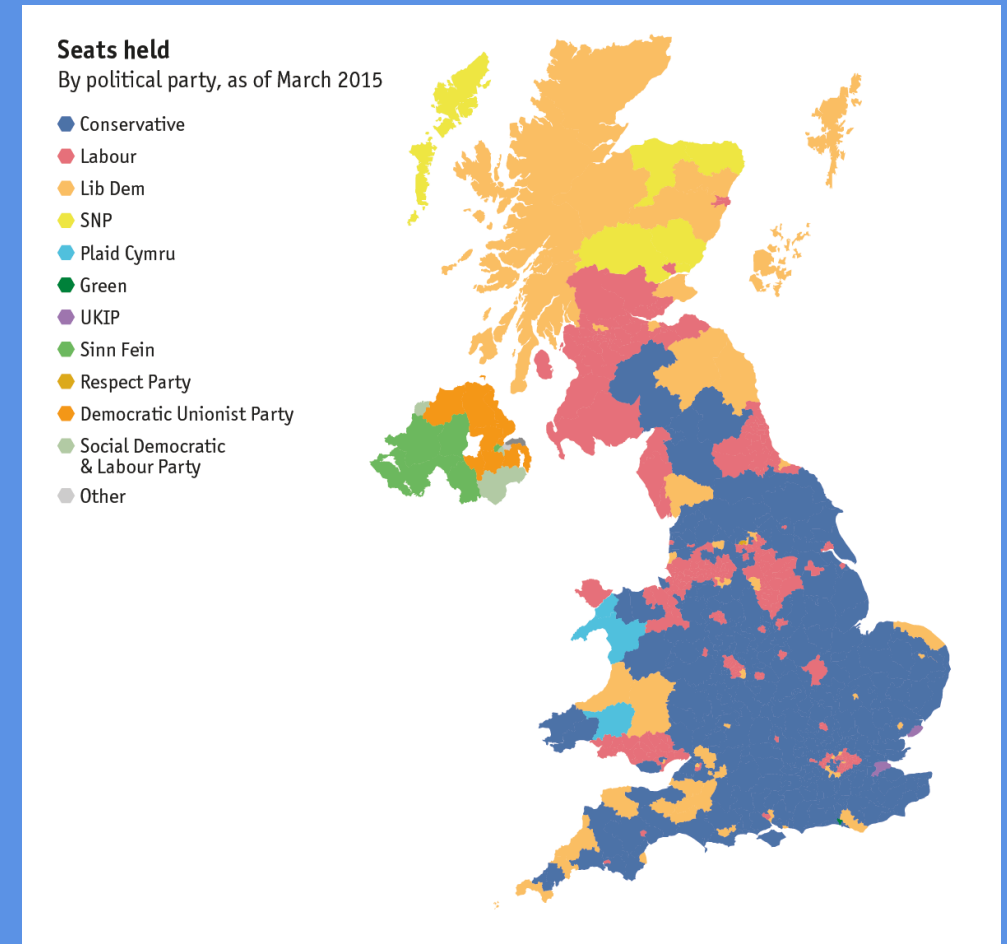 Seats held
By political party, as of March 2015
Conservative
Labour
Lib Dem
SNP
Plaid Cymru
Green
UKIP
Sinn Fein
Respect Party
Democratic Unionist Party
Social Democratic
& Labour Party
Other